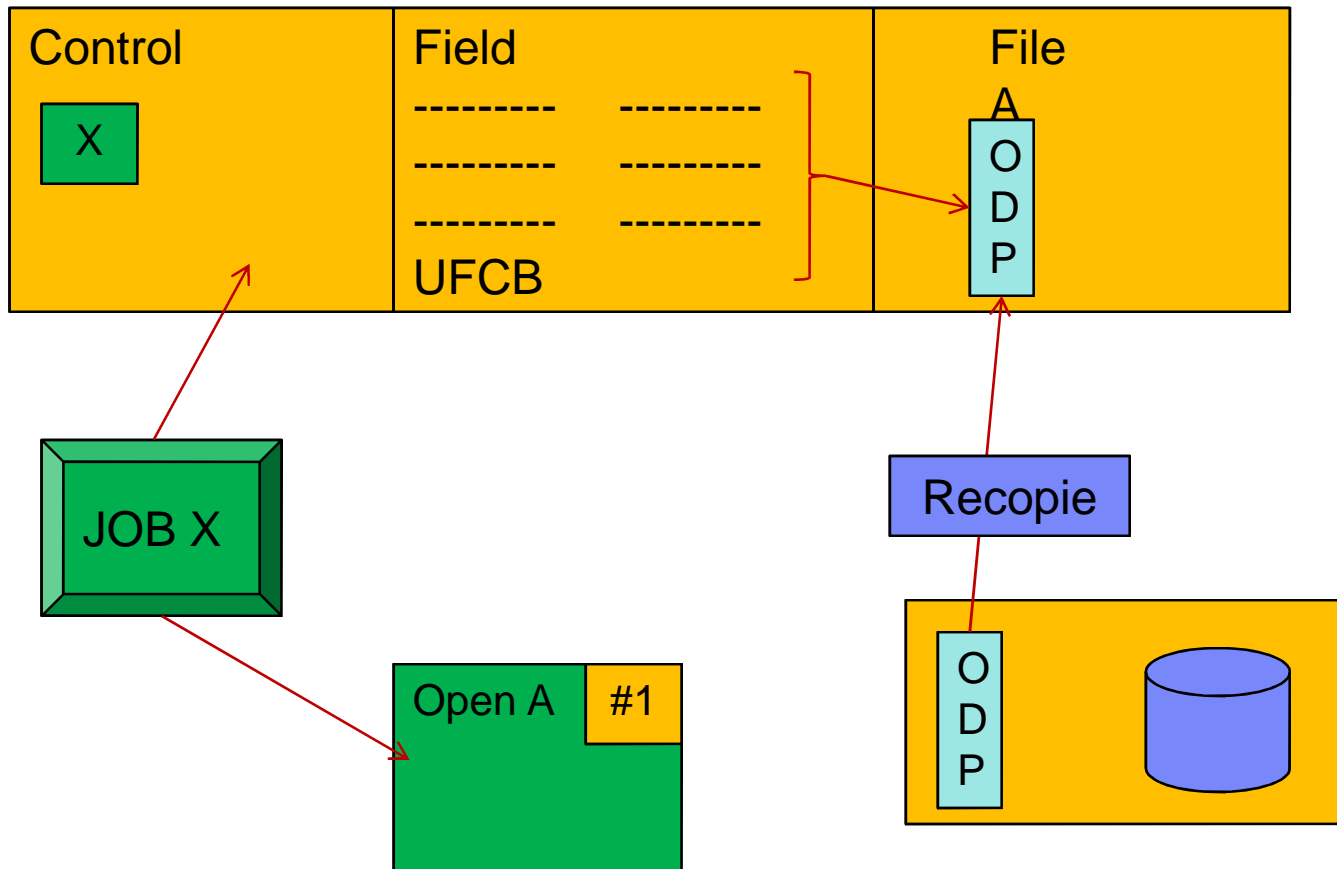 Control
X
Field
--------- ---------
--------- ---------
--------- ---------
UFCB
File
A
O
D
P
JOB X
Recopie
Open A
#1
O
D
P